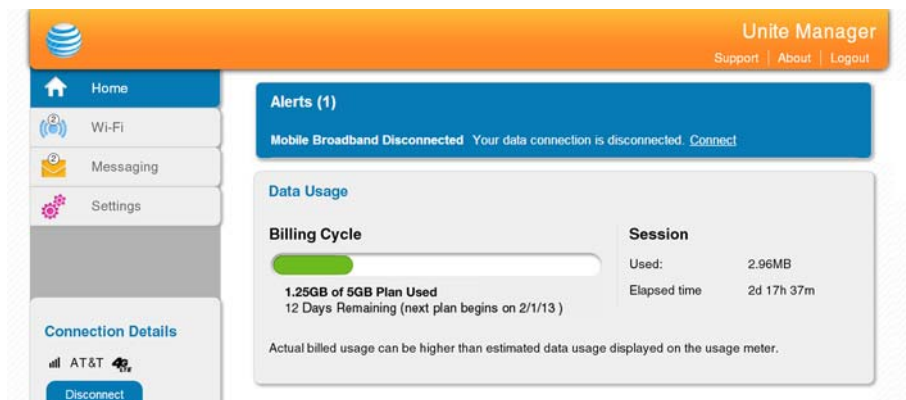 Unite Manager
Support | About | Logout
Home
2
Wi-Fi
2
Messaging
Settings
Alerts (1)
Mobile Broadband Disconnected Your data connection is disconnected. Connect
Data Usage
Billing Cycle
1.25GB of 5GB Plan Used
12 Days Remaining (next plan begins on 2/1/13 )
Session
Used: 2.96MB
Elapsed time 2d 17h 37m
Actual billed usage can be higher than estimated data usage displayed on the usage meter.
Connection Details
AT&T 4G LTE
Disconnect